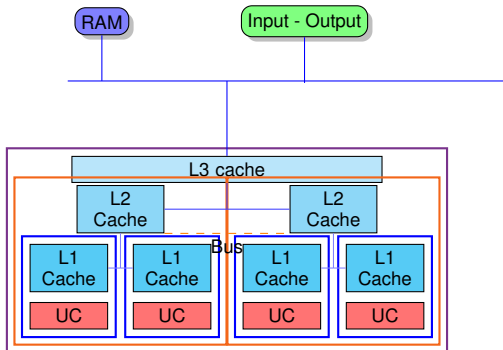 RAM
Input - Output
L3 cache
L2
Cache
L2
Cache
Bus
L1
Cache
L1
Cache
L1
Cache
L1
Cache
UC
UC
UC
UC